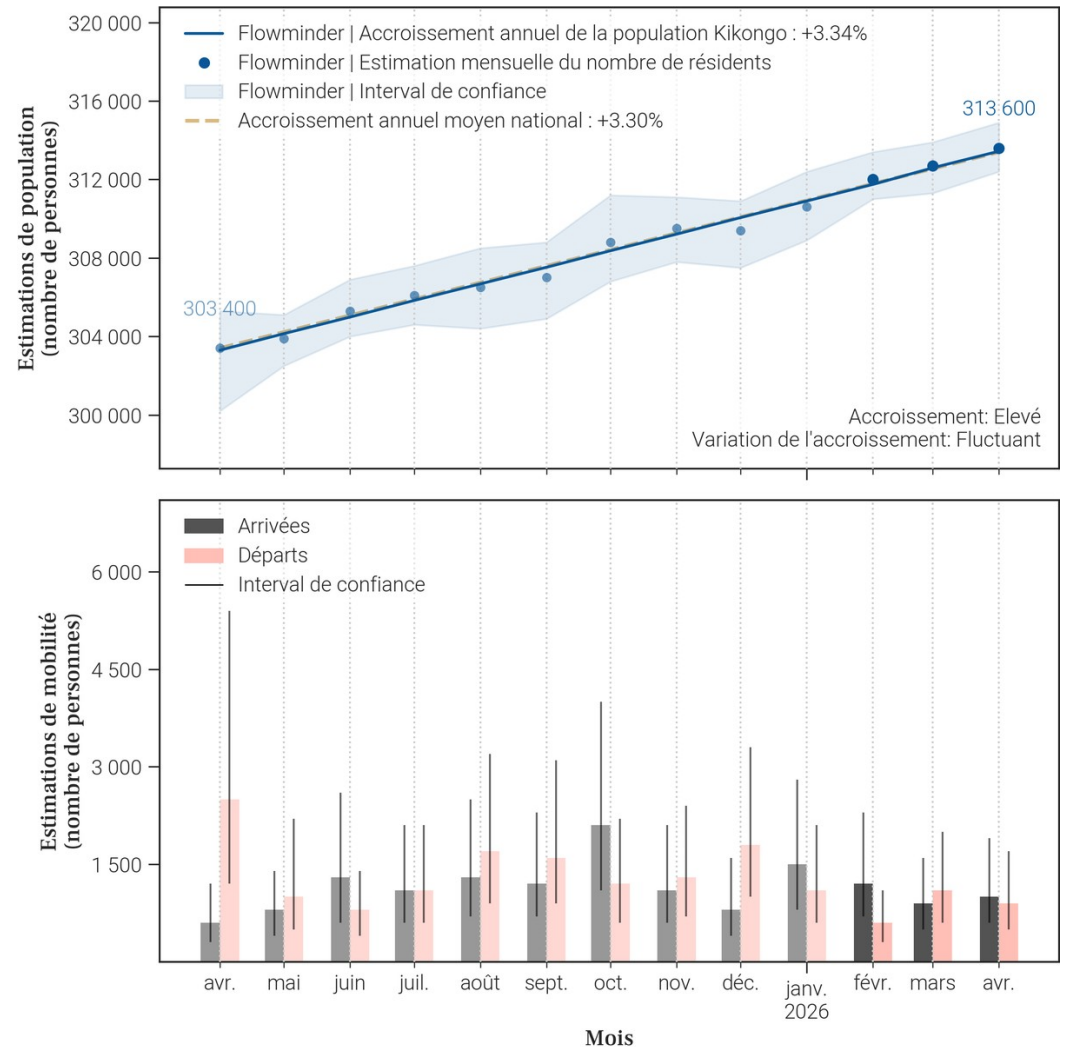 320 000
316 000
312 000
308 000
304 000
300 000
Estimations de population
(nombre de personnes)
Flowminder | Accroissement annuel de la population Kikongo : +3.34%
Flowminder | Estimation mensuelle du nombre de résidents
Flowminder | Interval de confiance
Accroissement annuel moyen national : +3.30%
303 400
313 600
Accroissement: Elevé
Variation de l'accroissement: Fluctuant
Arrivées
Départs
Interval de confiance
6 000
4 500
3 000
1 500
Estimations de mobilité
(nombre de personnes)
avr. mai juin juil. août sept. oct. nov. déc. janv. févr. mars avr.
2026
Mois